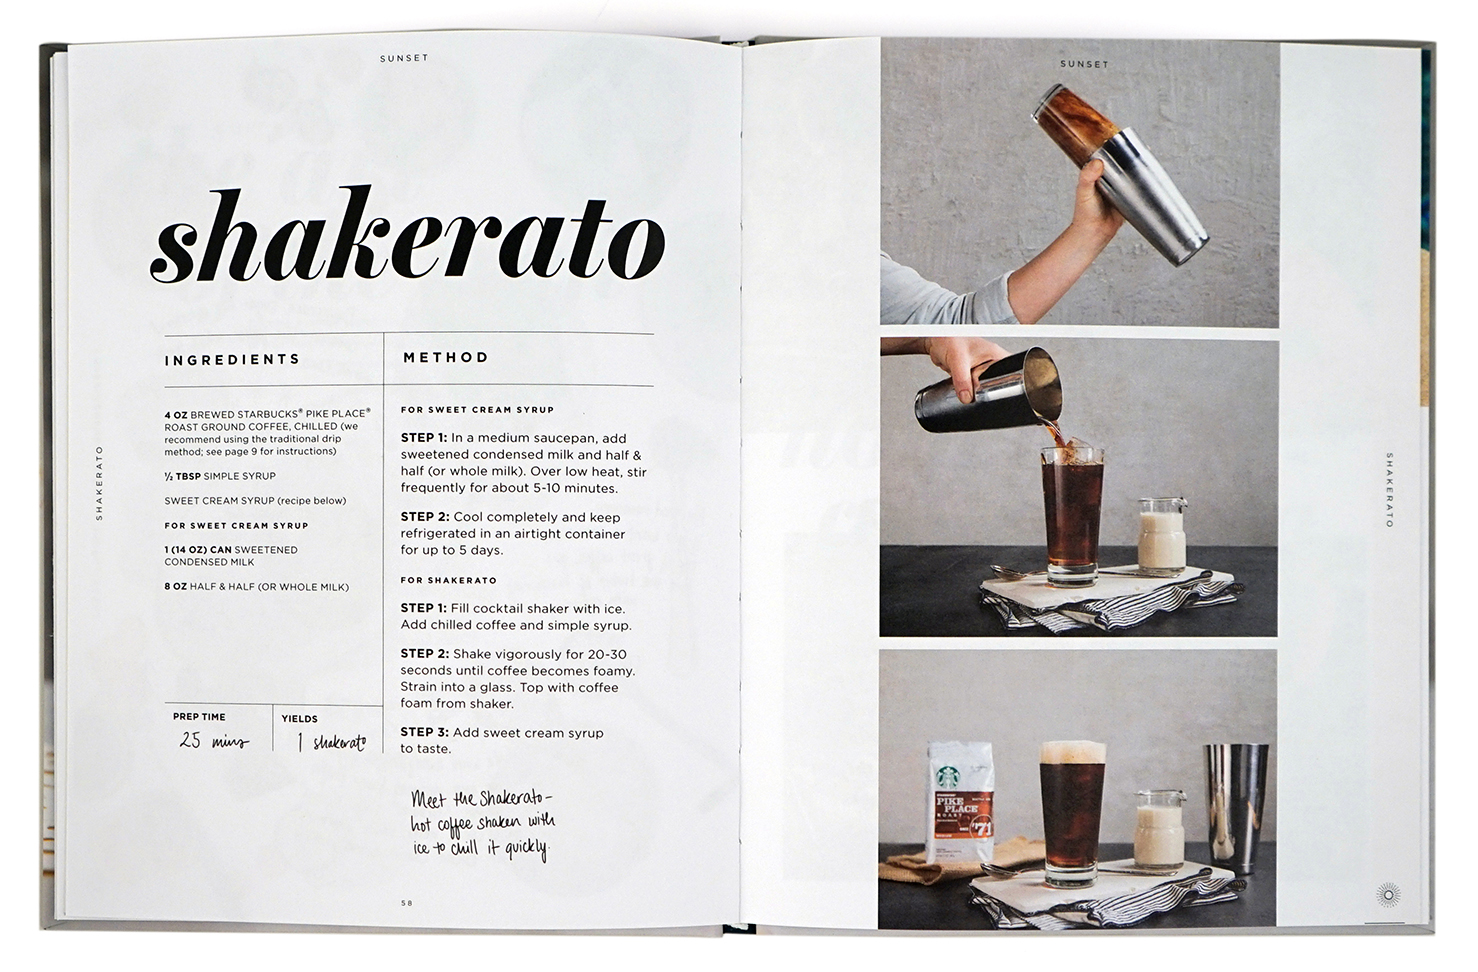 SUNSET
shakerato
INGREDIENTS
4 OZ BREWED STARBUCKS® PIKE PLACE®
ROAST GROUND COFFEE, CHILLED (we
recommend using the traditional drip
method; see page 9 for instructions)
½ TBSP SIMPLE SYRUP
SWEET CREAM SYRUP (recipe below)
FOR SWEET CREAM SYRUP
1 (14 OZ) CAN SWEETENED
CONDENSED MILK
8 OZ HALF & HALF (OR WHOLE MILK)
PREP TIME
25 mins
YIELDS
1 shakerato
METHOD
FOR SWEET CREAM SYRUP
STEP 1: In a medium saucepan, add
sweetened condensed milk and half &
half (or whole milk). Over low heat, stir
frequently for about 5-10 minutes.
STEP 2: Cool completely and keep
refrigerated in an airtight container
for up to 5 days.
FOR SHAKERATO
STEP 1: Fill cocktail shaker with ice.
Add chilled coffee and simple syrup.
STEP 2: Shake vigorously for 20-30
seconds until coffee becomes foamy.
Strain into a glass. Top with coffee
foam from shaker.
STEP 3: Add sweet cream syrup
to taste.
Meet the Shakerato-
hot coffee shaken with
ice to chill it quickly.
SHAKERATO
58
SUNSET
PIKE
PLACE
ROAST
SHAKERATO